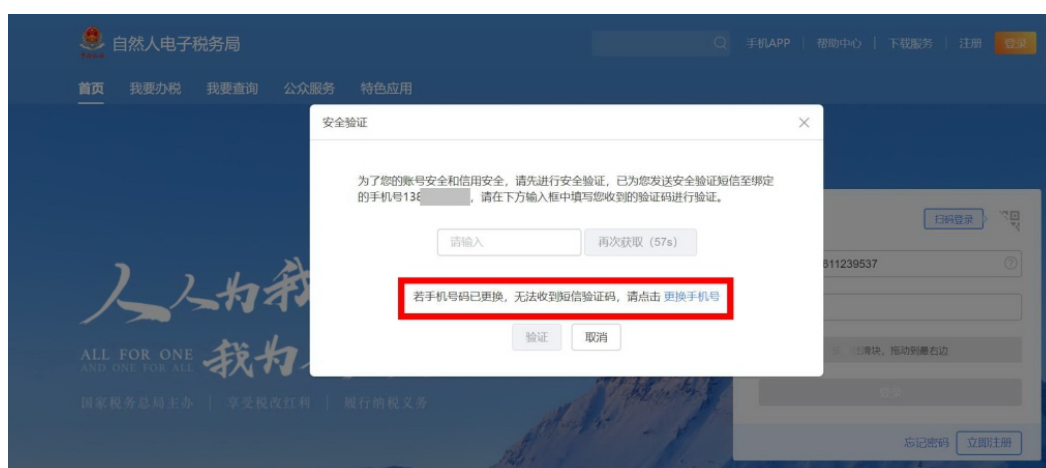 自然人电子税务局
手机APP | 帮助中心 | 下载服务 | 注册 登录
首页 我要办税 我要查询 公众服务 特色应用
安全验证
为了您的账号安全和信用安全，请先进行安全验证，已为您发送安全验证短信至绑定
的手机号138 ，请在下方输入框中填写您收到的验证码进行验证。
请输入 再次获取（57s）
若手机号码已更换，无法收到短信验证码，请点击 更换手机号
验证 取消
扫码登录
611239537
滑块，拖动到最右边
登录
忘记密码 立即注册
人人为我
ALL FOR ONE
AND ONE FOR ALL
我为人
国家税务总局主办 | 享受税改红利 | 履行纳税义务